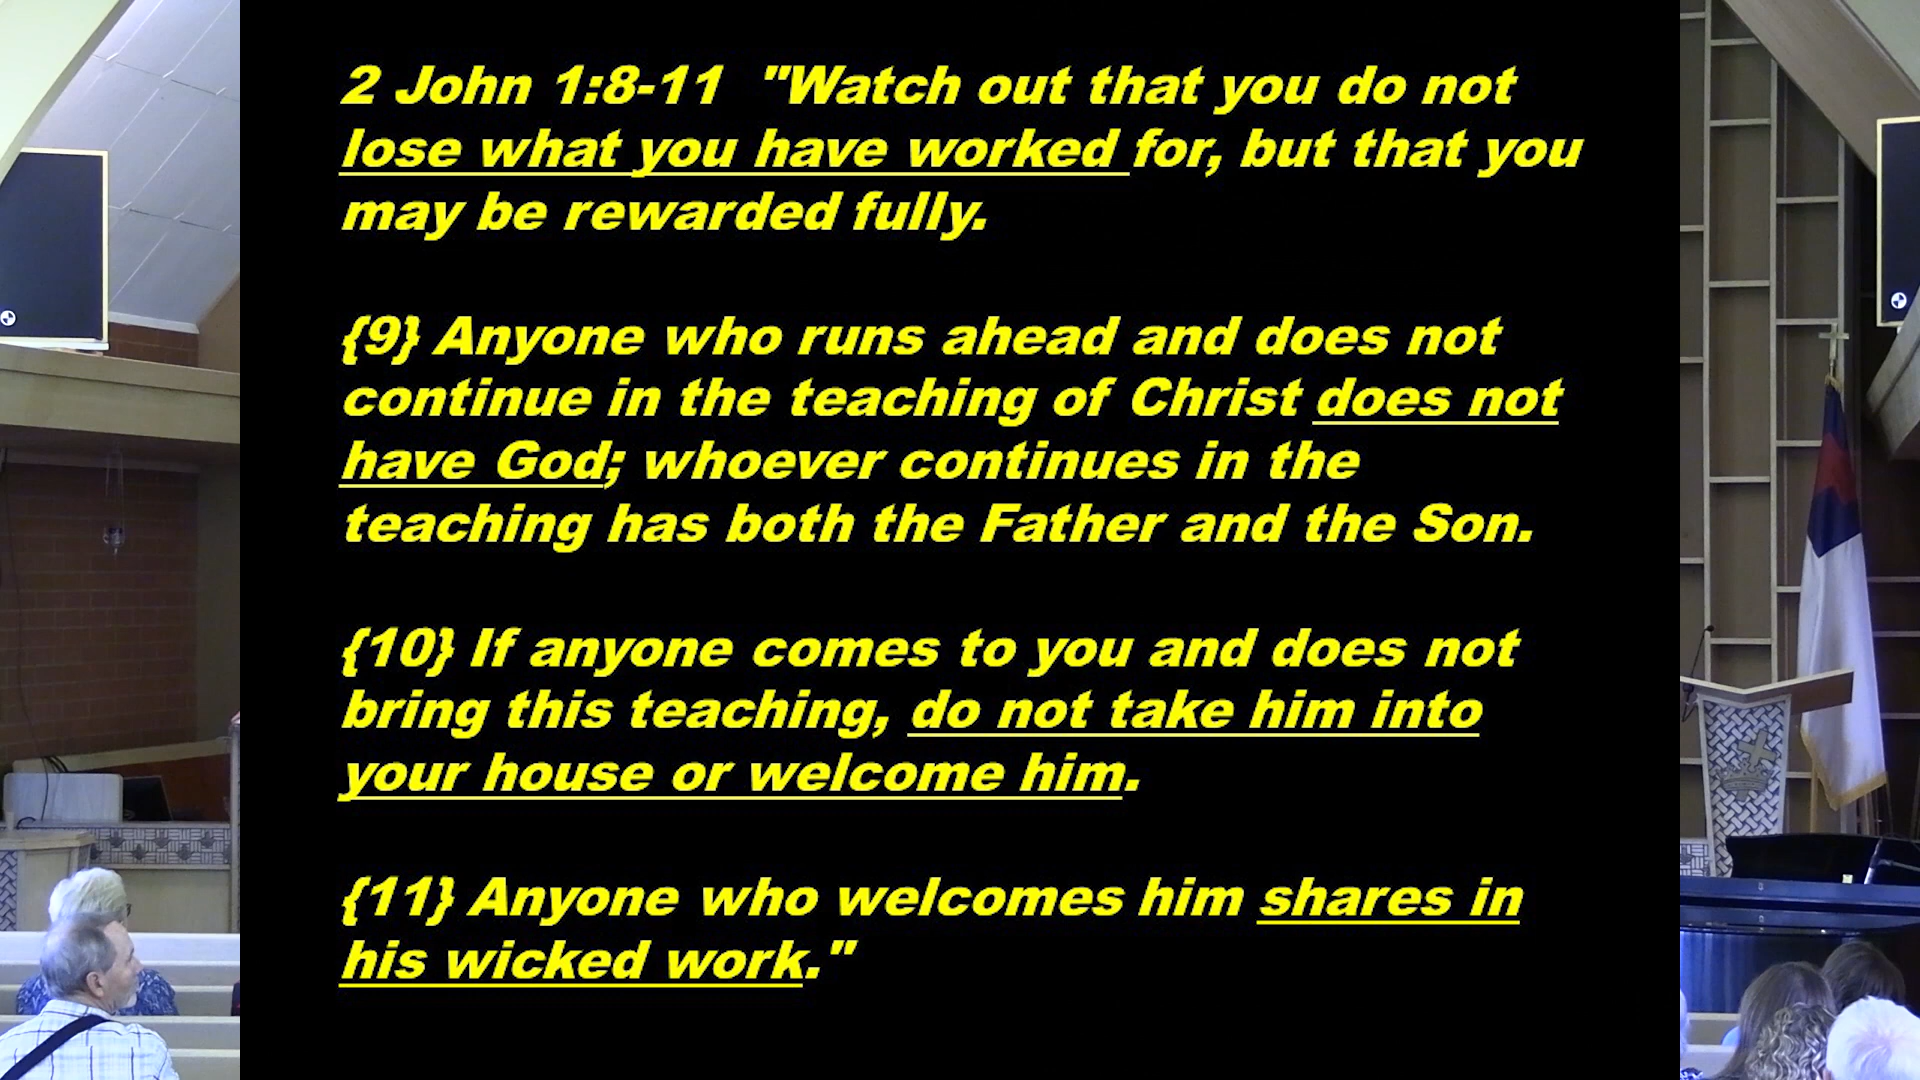 2 John 1:8-11 "Watch out that you do not
lose what you have worked for, but that you
may be rewarded fully.
{9} Anyone who runs ahead and does not
continue in the teaching of Christ does not
have God; whoever continues in the
teaching has both the Father and the Son.
{10} If anyone comes to you and does not
bring this teaching, do not take him into
your house or welcome him.
{11} Anyone who welcomes him shares in
his wicked work."